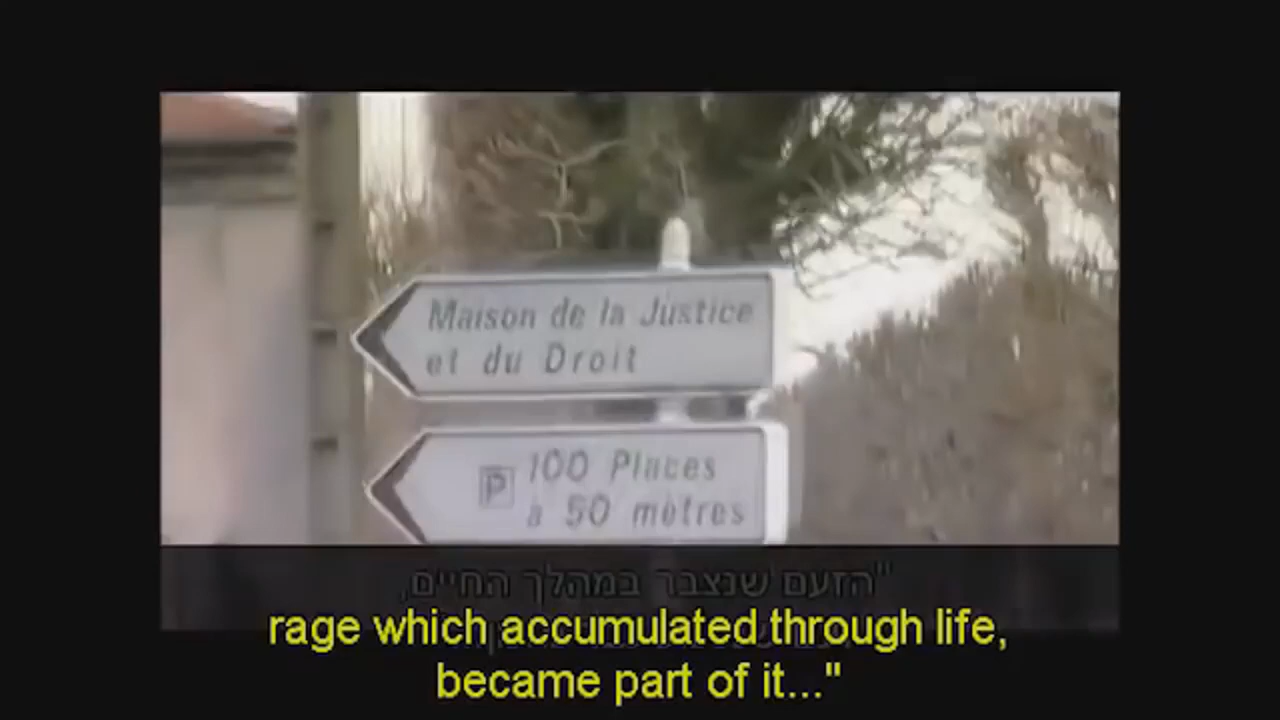 Maison de la Justice
et du Droit
P 100 Places
à 50 mètres
"הזעם שנצבר במהלך החיים,
rage which accumulated through life,
became part of it..."